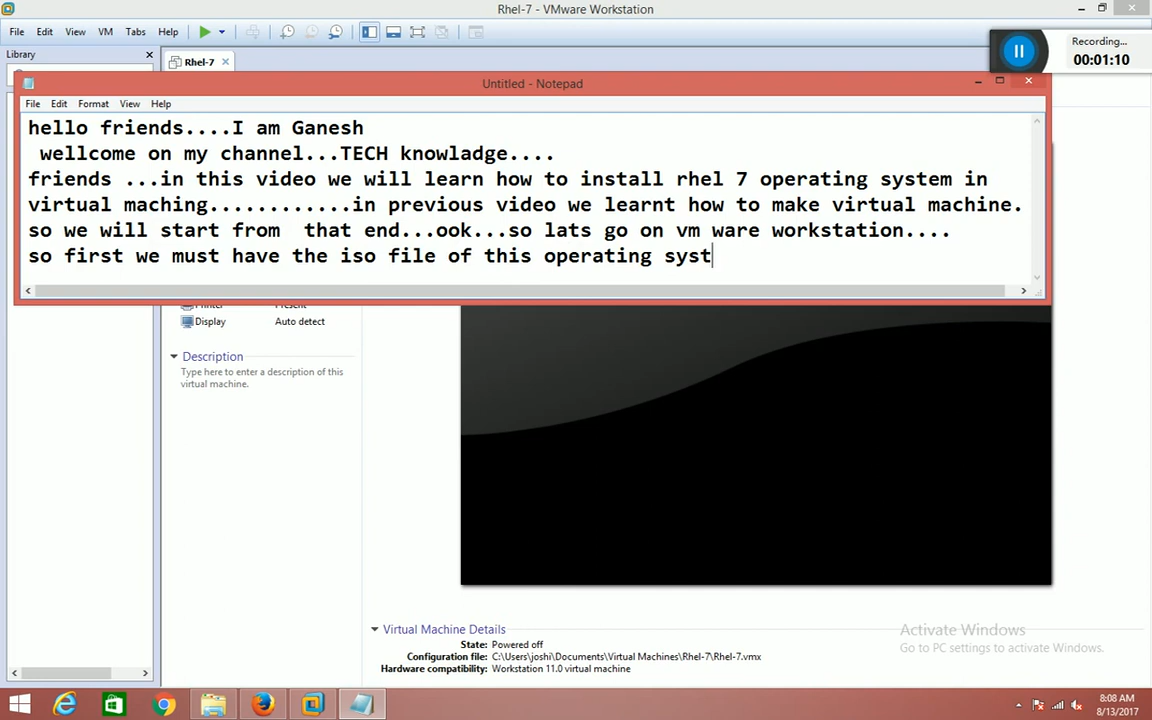 Rhel-7 - VMware Workstation
File Edit View VM Tabs Help
Library
Rhel-7
Recording...
00:01:10
Untitled - Notepad
File Edit Format View Help
hello friends....I am Ganesh
wellcome on my channel...TECH knowladge....
friends ...in this video we will learn how to install rhel 7 operating system in
virtual maching............in previous video we learnt how to make virtual machine.
so we will start from  that end...ook...so lats go on vm ware workstation....
so first we must have the iso file of this operating syst
Printer Present
Display Auto detect
Description
Type here to enter a description of this
virtual machine.
Virtual Machine Details
State: Powered off
Configuration file: C:\Users\joshi\Documents\Virtual Machines\Rhel-7\Rhel-7.vmx
Hardware compatibility: Workstation 11.0 virtual machine
Activate Windows
Go to PC settings to activate Windows.
8:08 AM
8/13/2017